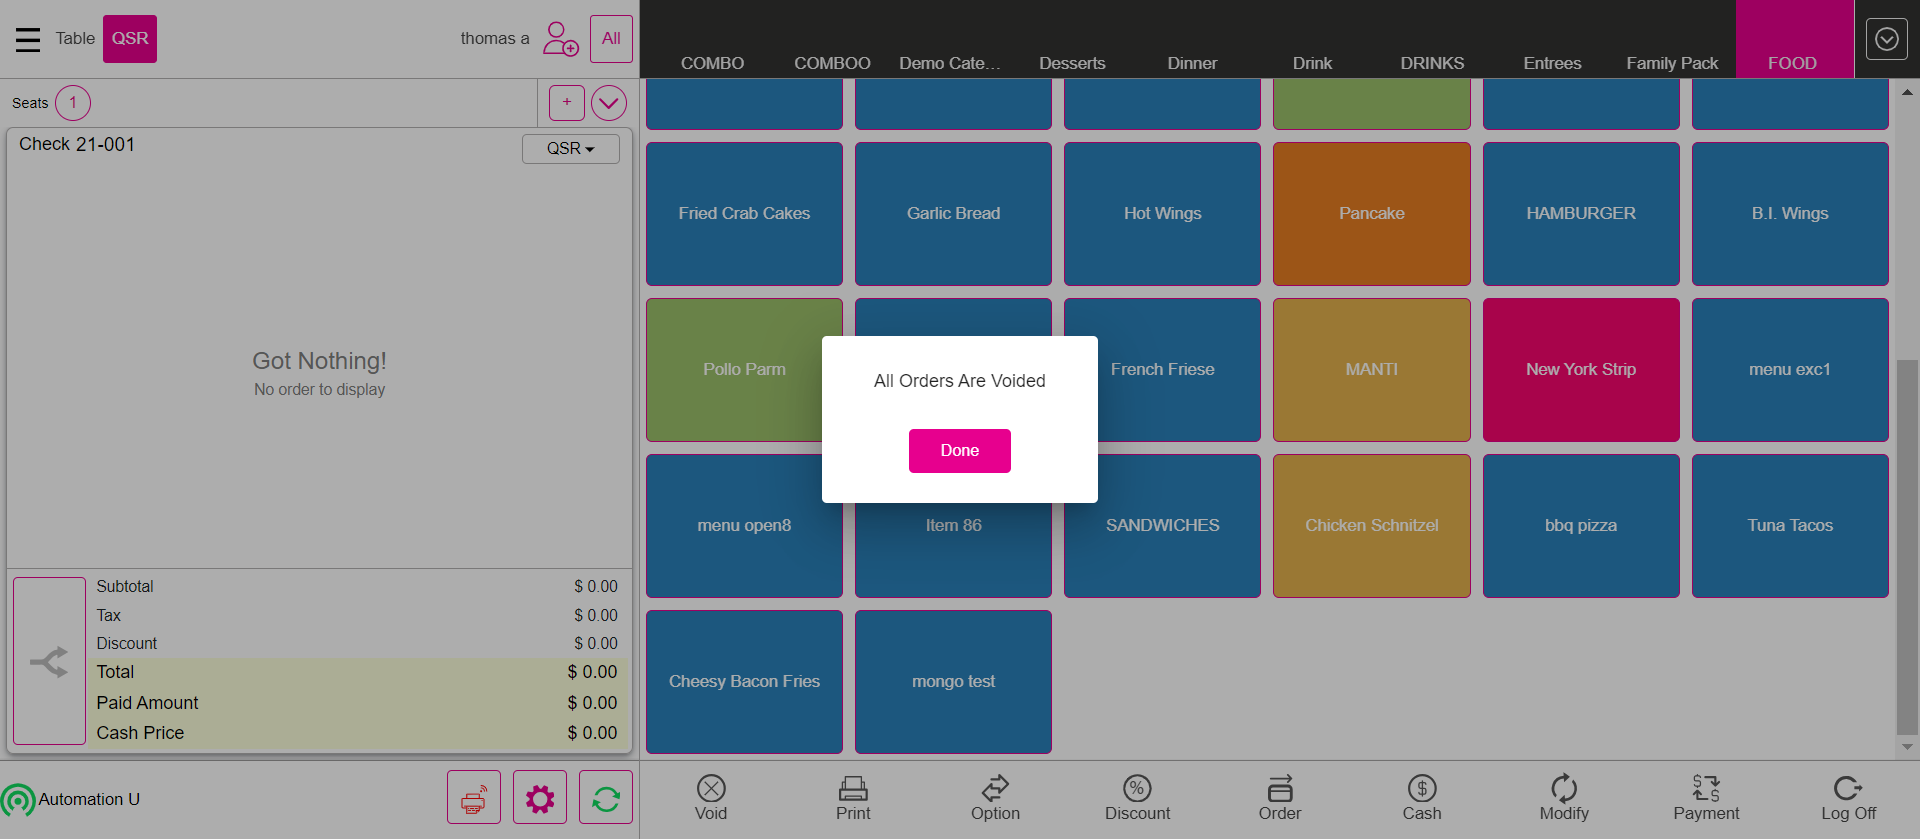 Table
QSR
thomas a
All
COMBO
COMBOO
Demo Cate...
Desserts
Dinner
Drink
DRINKS
Entrees
Family Pack
FOOD
Seats
1
+
Check 21-001
QSR
Got Nothing!
No order to display
Subtotal
$ 0.00
Tax
$ 0.00
Discount
$ 0.00
Total
$ 0.00
Paid Amount
$ 0.00
Cash Price
$ 0.00
Automation U
Fried Crab Cakes
Garlic Bread
Hot Wings
Pancake
HAMBURGER
B.I. Wings
Pollo Parm
French Friese
MANTI
New York Strip
menu exc1
All Orders Are Voided
Done
menu open8
Item 86
SANDWICHES
Chicken Schnitzel
bbq pizza
Tuna Tacos
Cheesy Bacon Fries
mongo test
Void
Print
Option
Discount
Order
Cash
Modify
Payment
Log Off